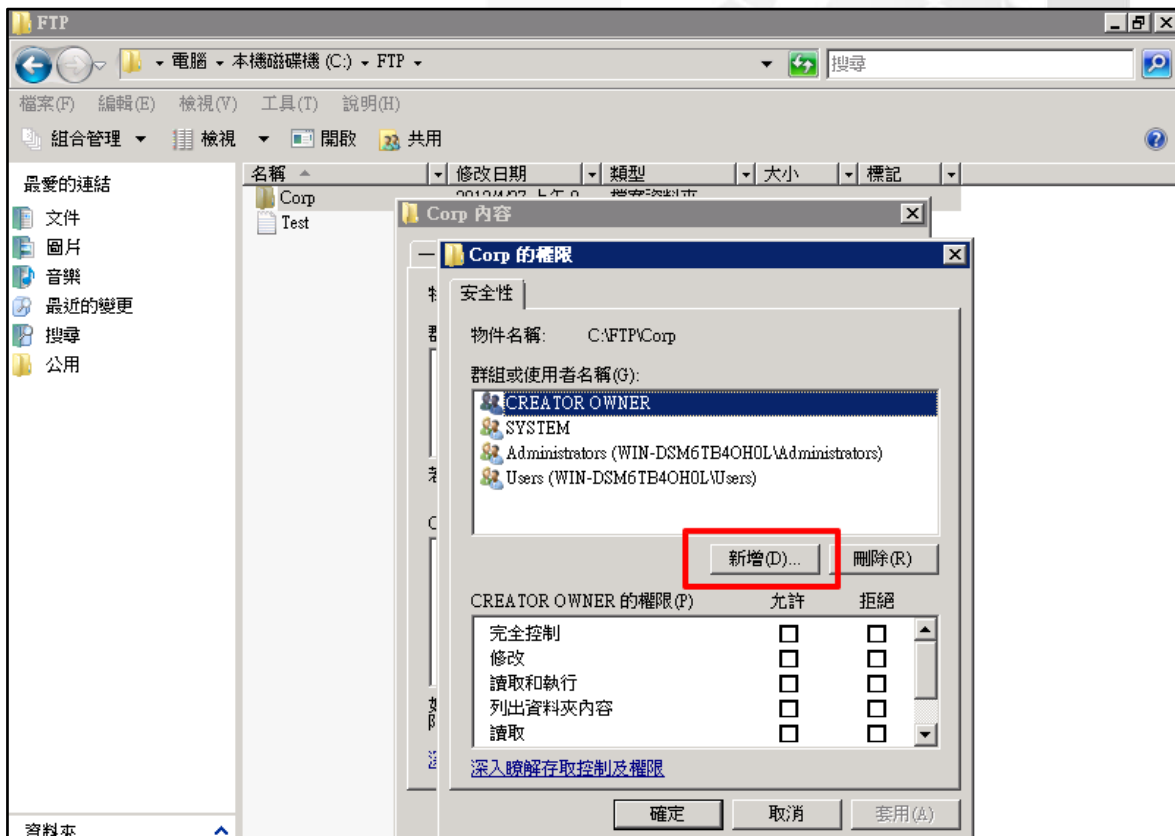 FTP
電腦 本機磁碟機 (C:) FTP
搜尋
檔案(F) 編輯(E) 檢視(V) 工具(T) 說明(H)
組合管理 檢視 開啟 共用
最愛的連結
文件
圖片
音樂
最近的變更
搜尋
公用
資料夾
名稱 修改日期 類型 大小 標記
Corp
Test
Corp 內容
一
Corp 的權限
安全性
物件名稱: C:\FTP\Corp
群組或使用者名稱(G):
CREATOR OWNER
SYSTEM
Administrators (WIN-DSM6TB4OH0L\Administrators)
Users (WIN-DSM6TB4OH0L\Users)
新增(D)... 刪除(R)
CREATOR OWNER 的權限(P) 允許 拒絕
完全控制
修改
讀取和執行
列出資料夾內容
讀取
深入瞭解存取控制及權限
確定 取消 套用(A)